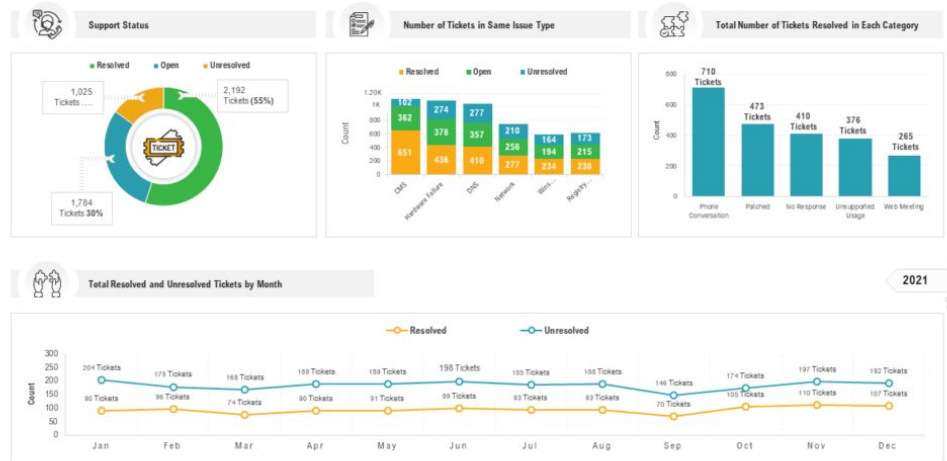 Support Status
Resolved Open Unresolved
1,025
Tickets .....
2,192
Tickets (55%)
TICKET
1,784
Tickets 30%
Number of Tickets in Same Issue Type
Resolved Open Unresolved
Count
1.20K
1K
800
600
400
200
0
102 274 277 210 164 173
362 378 357 256 194 215
651 436 410 277 234 230
CMS Hardware Failure DNS Network Wins... Registry...
Total Number of Tickets Resolved in Each Category
Count
800
600
400
200
0
710
Tickets
473
Tickets
410
Tickets
376
Tickets
265
Tickets
Phone
Conversation
Patched
No Response
Unsupported
Usage
Web Meeting
Total Resolved and Unresolved Tickets by Month
2021
Resolved Unresolved
Count
300
250
200
150
100
50
0
204 Tickets 175 Tickets 168 Tickets 189 Tickets 189 Tickets 198 Tickets 185 Tickets 188 Tickets 146 Tickets 174 Tickets 197 Tickets 192 Tickets
90 Tickets 96 Tickets 74 Tickets 90 Tickets 91 Tickets 99 Tickets 93 Tickets 93 Tickets 70 Tickets 105 Tickets 110 Tickets 107 Tickets
Jan Feb Mar Apr May Jun Jul Aug Sep Oct Nov Dec